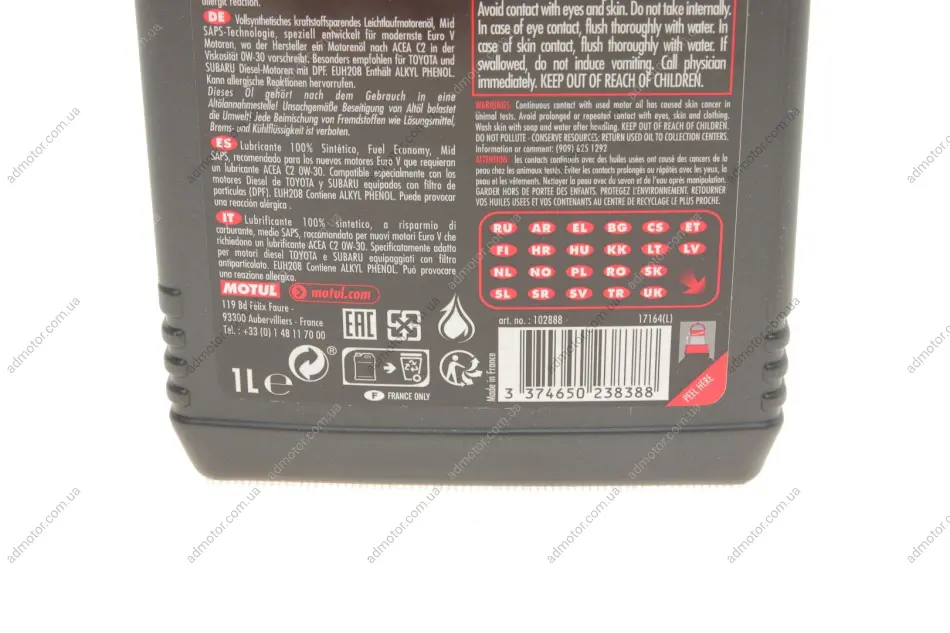 allergic reaction.
DE Vollsynthetisches kraftstoffsparendes Leichtlaufmotorenöl, Mid
SAPS-Technologie, speziell entwickelt für modernste Euro V
Motoren, wo der Hersteller ein Motorenöl nach ACEA C2 in der
Viskosität 0W-30 vorschreibt. Besonders empfohlen für TOYOTA und
SUBARU Diesel-Motoren mit DPF. EUH208 Enthält ALKYL PHENOL.
Kann allergische Reaktionen hervorrufen.
Dieses Öl gehört nach dem Gebrauch in eine
Altölannahmestelle! Unsachgemäße Beseitigung von Altöl belastet
die Umwelt! Jede Beimischung von Fremdstoffen wie Lösungsmittel,
Brems- und Kühlflüssigkeit ist verboten.
ES Lubricante 100% Sintético, Fuel Economy, Mid
SAPS, recomendado para los nuevos motores Euro V que requieran
un lubricante ACEA C2 0W-30. Compatible especialmente con los
motores Diesel de TOYOTA y SUBARU equipados con filtro de
partículas (DPF). EUH208 Contiene ALKYL PHENOL. Puede provocar
una reacción alérgica.
IT Lubrificante 100% sintetico, a risparmio di
carburante, medio SAPS, raccomandato per nuovi motori Euro V che
richiedono un lubrificante ACEA C2 0W-30. Specificatamente adatto
per motori diesel TOYOTA e SUBARU equipaggiati con filtro
antiparticolato. EUH208 Contiene ALKYL PHENOL. Può provocare
una reazione allergica.
MOTUL motul.com
119 Bd Félix Faure -
93300 Aubervilliers - France
Tel. : +33 (0) 1 48 11 70 00
EAC
1L e
®
F FRANCE ONLY
Avoid contact with eyes and skin. Do not take internally.
In case of eye contact, flush thoroughly with water. In
case of skin contact, flush thoroughly with water. If
swallowed, do not induce vomiting. Call physician
immediately. KEEP OUT OF REACH OF CHILDREN.
WARNINGS: Continuous contact with used motor oil has caused skin cancer in
animal tests. Avoid prolonged or repeated contact with eyes, skin and clothing.
Wash skin with soap and water after handling. KEEP OUT OF REACH OF CHILDREN.
DO NOT POLLUTE - CONSERVE RESOURCES: RETURN USED OIL TO COLLECTION CENTERS.
Information or comment: (909) 625 1292
ATTENTION: les contacts continuels avec des huiles usées ont causé des cancers de la
peau chez les animaux testés. Eviter les contacts prolongés ou répétés avec les yeux, la
peau et les vêtements. Nettoyer la peau avec du savon et de l'eau après manipulation.
GARDER HORS DE PORTÉE DES ENFANTS. PROTEGEZ L'ENVIRONNEMENT. RETOURNER
VOS HUILES USEES ET VOS CONTENANTS AU CENTRE DE RECYCLAGE LE PLUS PROCHE.
RU AR EL BG CS ET
FI HR HU KK LT LV
NL NO PL RO SK
SL SR SV TR UK
art. no. : 102888 17164(L)
Made in France
3 374650 238388
PEEL HERE
admotor.com.ua